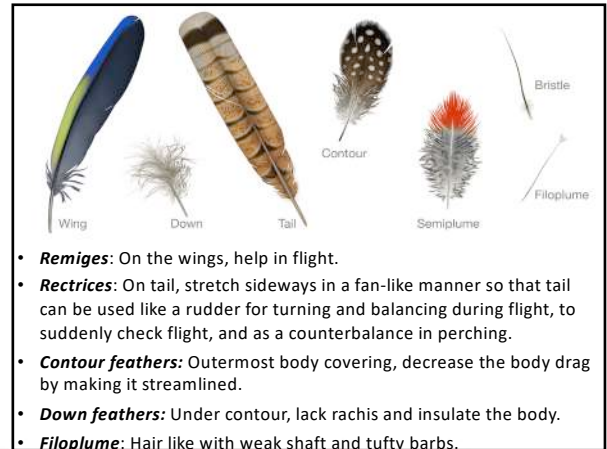 Bristle
Contour
Filoplume
Wing
Down
Tail
Semiplume
• Remiges: On the wings, help in flight.
• Rectrices: On tail, stretch sideways in a fan-like manner so that tail
can be used like a rudder for turning and balancing during flight, to
suddenly check flight, and as a counterbalance in perching.
• Contour feathers: Outermost body covering, decrease the body drag
by making it streamlined.
• Down feathers: Under contour, lack rachis and insulate the body.
• Filoplume: Hair like with weak shaft and tufty barbs.